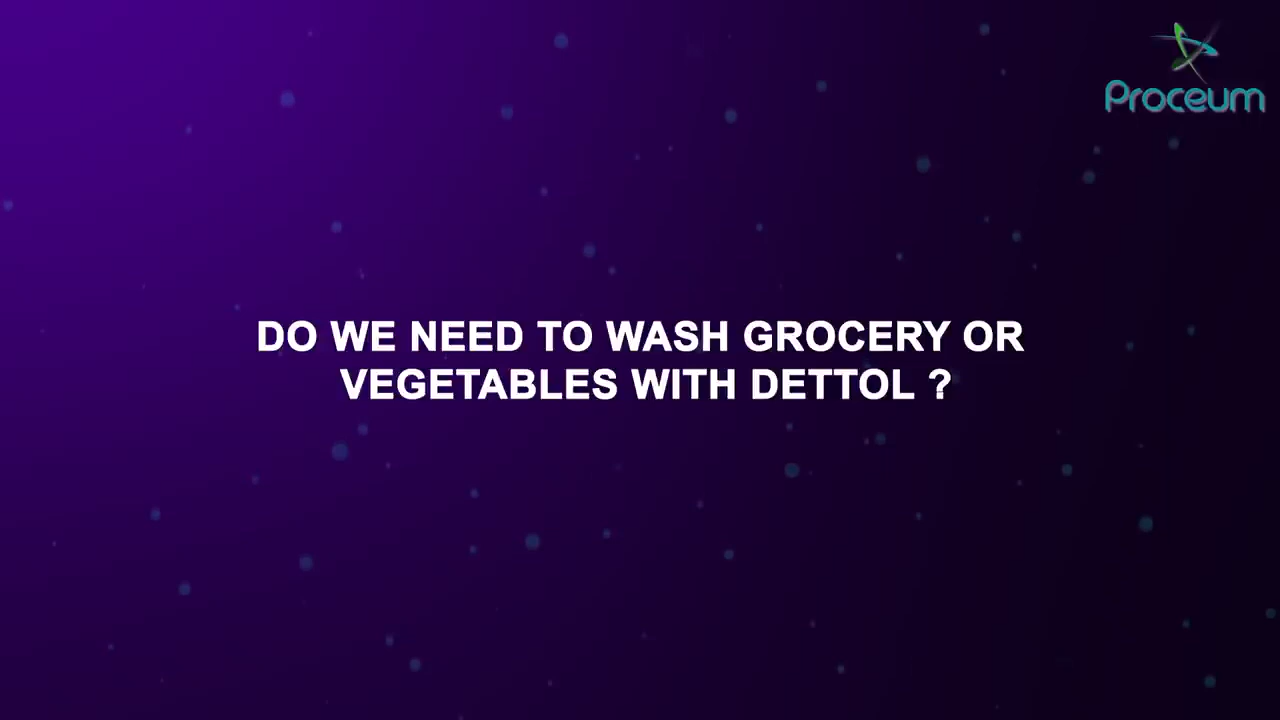 Proceum
DO WE NEED TO WASH GROCERY OR
VEGETABLES WITH DETTOL ?